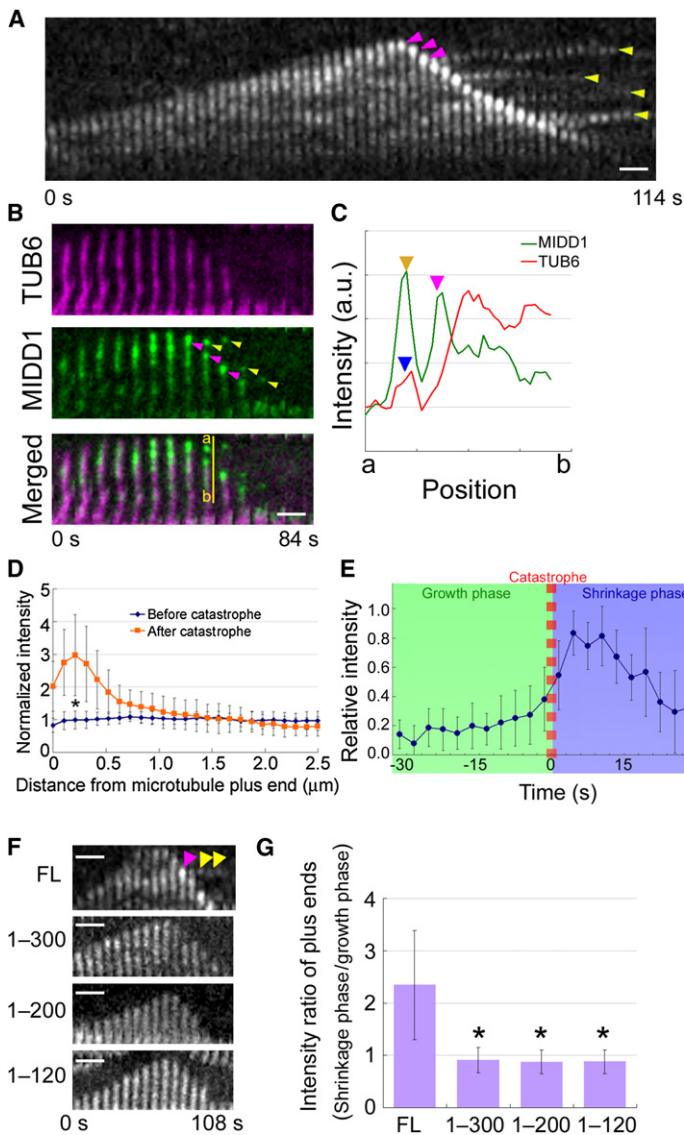 A
0 s 114 s
B
TUB6
MIDD1
Merged
a
b
0 s 84 s
C
MIDD1
TUB6
Intensity (a.u.)
a b
Position
D
Normalized intensity
5
4
3
2
1
0
Before catastrophe
After catastrophe
*
0 0.5 1.0 1.5 2.0 2.5
Distance from microtubule plus end (μm)
E
Catastrophe
Growth phase Shrinkage phase
Relative intensity
1.0
0.8
0.6
0.4
0.2
0.0
-30 -15 0 15
Time (s)
F
FL
1–300
1–200
1–120
0 s 108 s
G
Intensity ratio of plus ends
(Shrinkage phase/growth phase)
4
3
2
1
0
* * *
FL 1–300 1–200 1–120